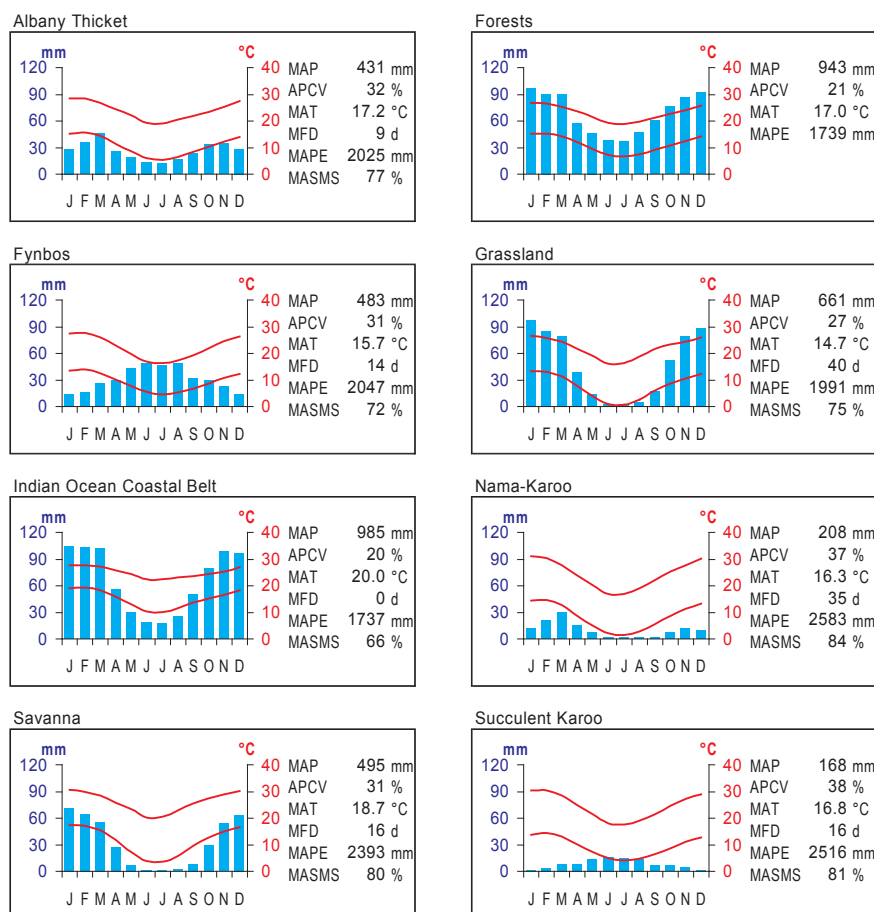 Albany Thicket
mm °C
120 40 MAP 431 mm
90 30 APCV 32 %
MAT 17.2 °C
60 20 MFD 9 d
30 10 MAPE 2025 mm
0 0 MASMS 77 %
J F M A M J J A S O N D
Forests
mm °C
120 40 MAP 943 mm
90 30 APCV 21 %
MAT 17.0 °C
60 20 MAPE 1739 mm
30 10
0 0
J F M A M J J A S O N D
Fynbos
mm °C
120 40 MAP 483 mm
90 30 APCV 31 %
MAT 15.7 °C
60 20 MFD 14 d
30 10 MAPE 2047 mm
0 0 MASMS 72 %
J F M A M J J A S O N D
Grassland
mm °C
120 40 MAP 661 mm
90 30 APCV 27 %
MAT 14.7 °C
60 20 MFD 40 d
30 10 MAPE 1991 mm
0 0 MASMS 75 %
J F M A M J J A S O N D
Indian Ocean Coastal Belt
mm °C
120 40 MAP 985 mm
90 30 APCV 20 %
MAT 20.0 °C
60 20 MFD 0 d
30 10 MAPE 1737 mm
0 0 MASMS 66 %
J F M A M J J A S O N D
Nama-Karoo
mm °C
120 40 MAP 208 mm
90 30 APCV 37 %
MAT 16.3 °C
60 20 MFD 35 d
30 10 MAPE 2583 mm
0 0 MASMS 84 %
J F M A M J J A S O N D
Savanna
mm °C
120 40 MAP 495 mm
90 30 APCV 31 %
MAT 18.7 °C
60 20 MFD 16 d
30 10 MAPE 2393 mm
0 0 MASMS 80 %
J F M A M J J A S O N D
Succulent Karoo
mm °C
120 40 MAP 168 mm
90 30 APCV 38 %
MAT 16.8 °C
60 20 MFD 16 d
30 10 MAPE 2516 mm
0 0 MASMS 81 %
J F M A M J J A S O N D